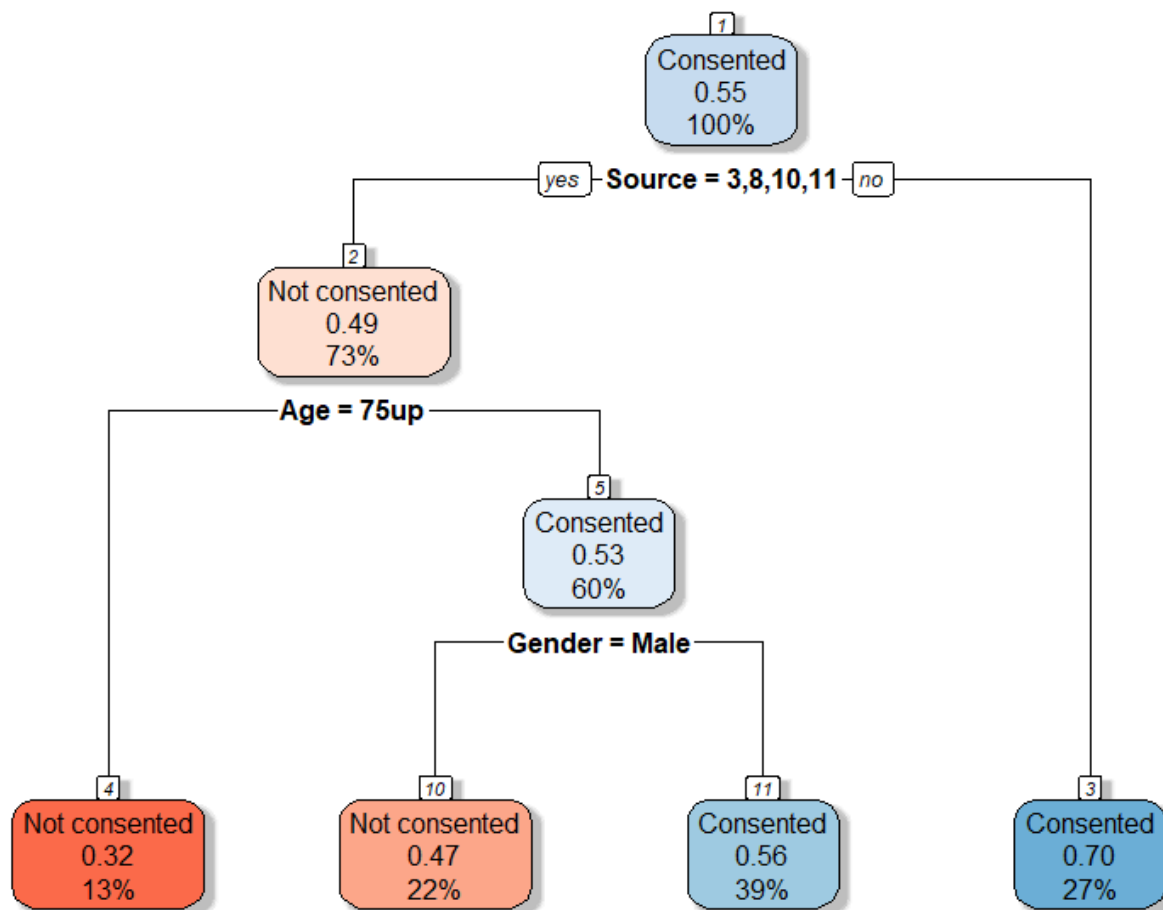 1
Consented
0.55
100%
yes Source = 3,8,10,11 no
2
Not consented
0.49
73%
Age = 75up
5
Consented
0.53
60%
Gender = Male
4
Not consented
0.32
13%
10
Not consented
0.47
22%
11
Consented
0.56
39%
3
Consented
0.70
27%